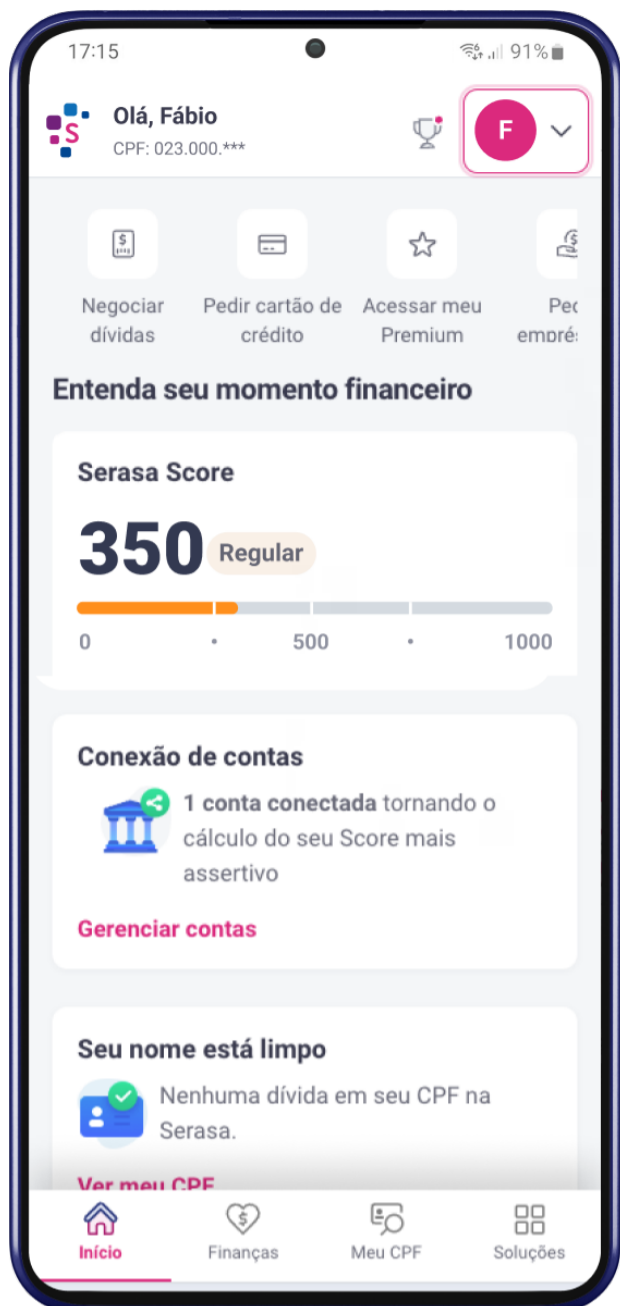 17:15
91%
S
Olá, Fábio
CPF: 023.000.***
F
Negociar dívidas
Pedir cartão de crédito
Acessar meu Premium
Entenda seu momento financeiro
Serasa Score
350 Regular
0 • 500 • 1000
Conexão de contas
1 conta conectada tornando o
cálculo do seu Score mais
assertivo
Gerenciar contas
Seu nome está limpo
Nenhuma dívida em seu CPF na
Serasa.
Ver meu CPF
Início
Finanças
Meu CPF
Soluções